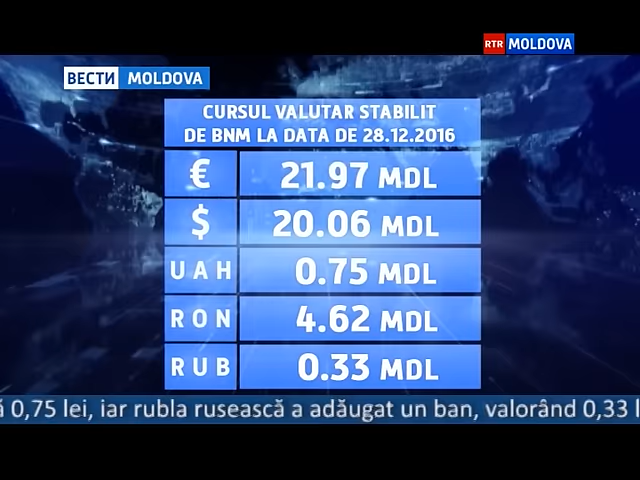 RTR MOLDOVA
ВЕСТИ MOLDOVA
CURSUL VALUTAR STABILIT
DE BNM LA DATA DE 28.12.2016
€ 21.97 MDL
$ 20.06 MDL
UAH 0.75 MDL
RON 4.62 MDL
RUB 0.33 MDL
0,75 lei, iar rubla rusească a adăugat un ban, valorând 0,33